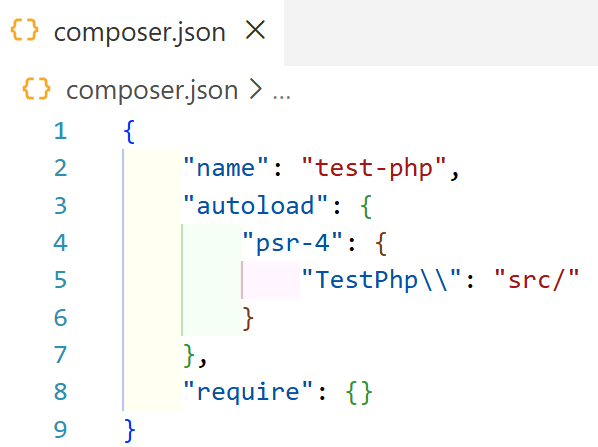 composer.json
composer.json > ...
1 {
2 "name": "test-php",
3 "autoload": {
4 "psr-4": {
5 "TestPhp\\": "src/"
6 }
7 },
8 "require": {}
9 }